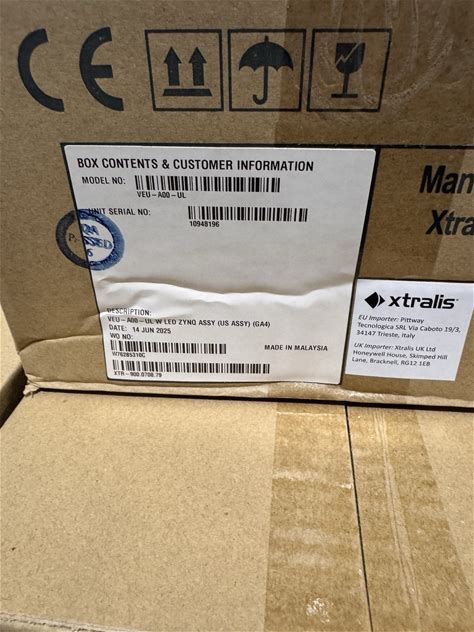 CE
BOX CONTENTS & CUSTOMER INFORMATION
MODEL NO:
VEU-A00-UL
UNIT SERIAL NO:
10948196
DESCRIPTION:
VEU-A00-UL W LED ZYNQ ASSY (US ASSY) (GA4)
DATE: 14 JUN 2025
WO NO:
MADE IN MALAYSIA
XTR-900.0708.79
Man
Xtra
xtralis
EU Importer: Pittway
Tecnologica SRL Via Caboto 19/3,
34147 Trieste, Italy
UK Importer: Xtralis UK Ltd
Honeywell House, Skimped Hill
Lane, Bracknell, RG12 1EB